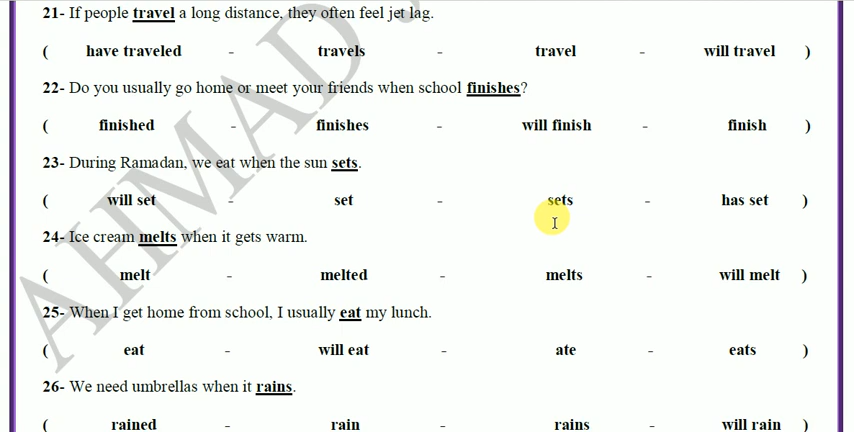 21- If people travel a long distance, they often feel jet lag.
( have traveled - travels - travel - will travel )
22- Do you usually go home or meet your friends when school finishes?
( finished - finishes - will finish - finish )
23- During Ramadan, we eat when the sun sets.
( will set - set - sets - has set )
24- Ice cream melts when it gets warm.
( melt - melted - melts - will melt )
25- When I get home from school, I usually eat my lunch.
( eat - will eat - ate - eats )
26- We need umbrellas when it rains.
( rained - rain - rains - will rain )
AHMAD